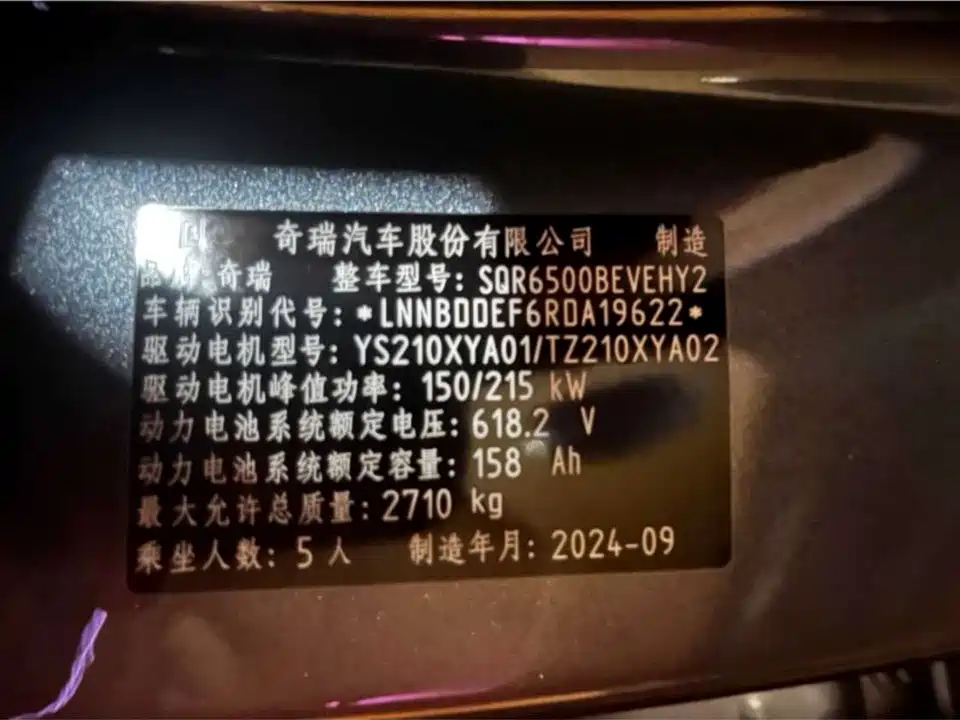 奇瑞汽车股份有限公司 制造
奇瑞 整车型号: SQR6500BEVEHY2
车辆识别代号: *LNNBDDEF6RDA19622*
驱动电机型号: YS210XYA01/TZ210XYA02
驱动电机峰值功率: 150/215 kW
动力电池系统额定电压: 618.2 V
动力电池系统额定容量: 158 Ah
最大允许总质量: 2710 kg
乘坐人数: 5人 制造年月: 2024-09